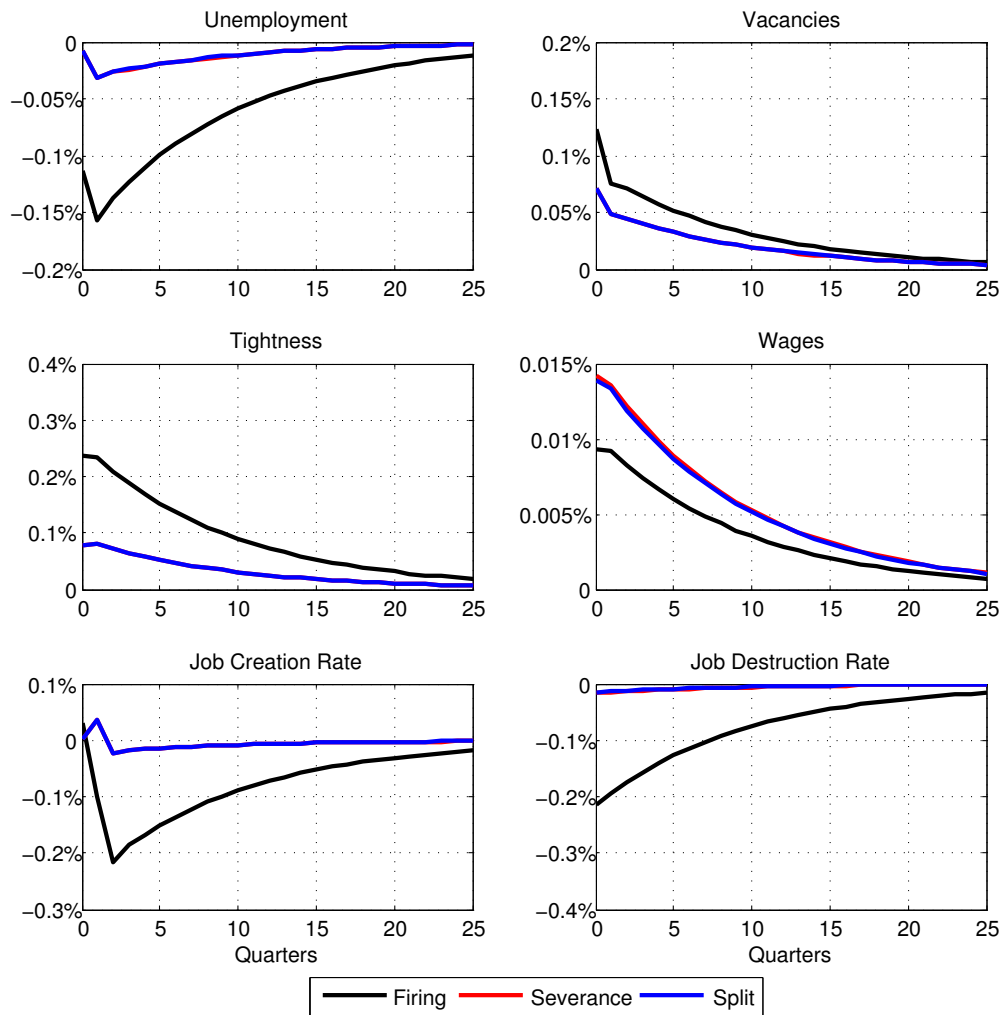 Unemployment
0
−0.05%
−0.1%
−0.15%
−0.2%
0 5 10 15 20 25
Vacancies
0.2%
0.15%
0.1%
0.05%
0
0 5 10 15 20 25
Tightness
0.4%
0.3%
0.2%
0.1%
0
0 5 10 15 20 25
Wages
0.015%
0.01%
0.005%
0
0 5 10 15 20 25
Job Creation Rate
0.1%
0
−0.1%
−0.2%
−0.3%
0 5 10 15 20 25
Quarters
Job Destruction Rate
0
−0.1%
−0.2%
−0.3%
−0.4%
0 5 10 15 20 25
Quarters
Firing Severance Split